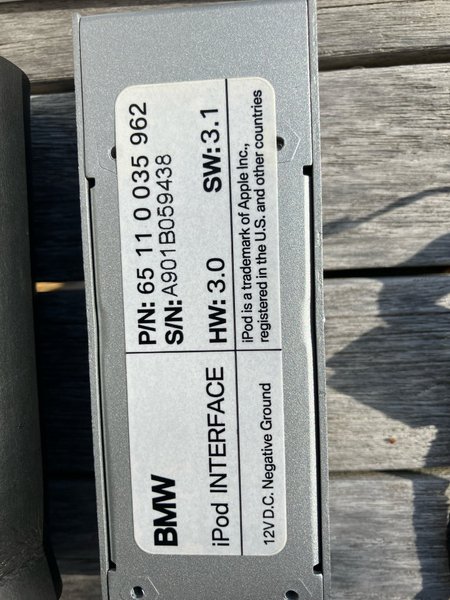 BMW
iPod INTERFACE
12V D.C. Negative Ground
P/N: 65 11 0 035 962
S/N: A901B059438
HW: 3.0 SW: 3.1
iPod is a trademark of Apple Inc.,
registered in the U.S. and other countries